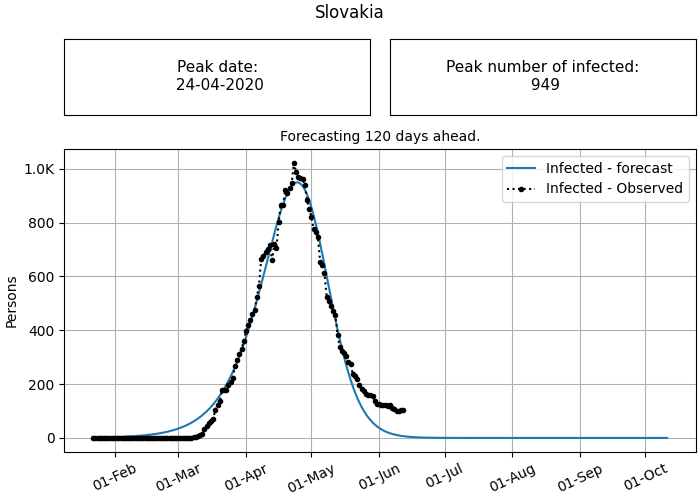 Slovakia
Peak date:
24-04-2020
Peak number of infected:
949
Forecasting 120 days ahead.
Infected - forecast
Infected - Observed
Persons
1.0K
800
600
400
200
0
01-Feb
01-Mar
01-Apr
01-May
01-Jun
01-Jul
01-Aug
01-Sep
01-Oct